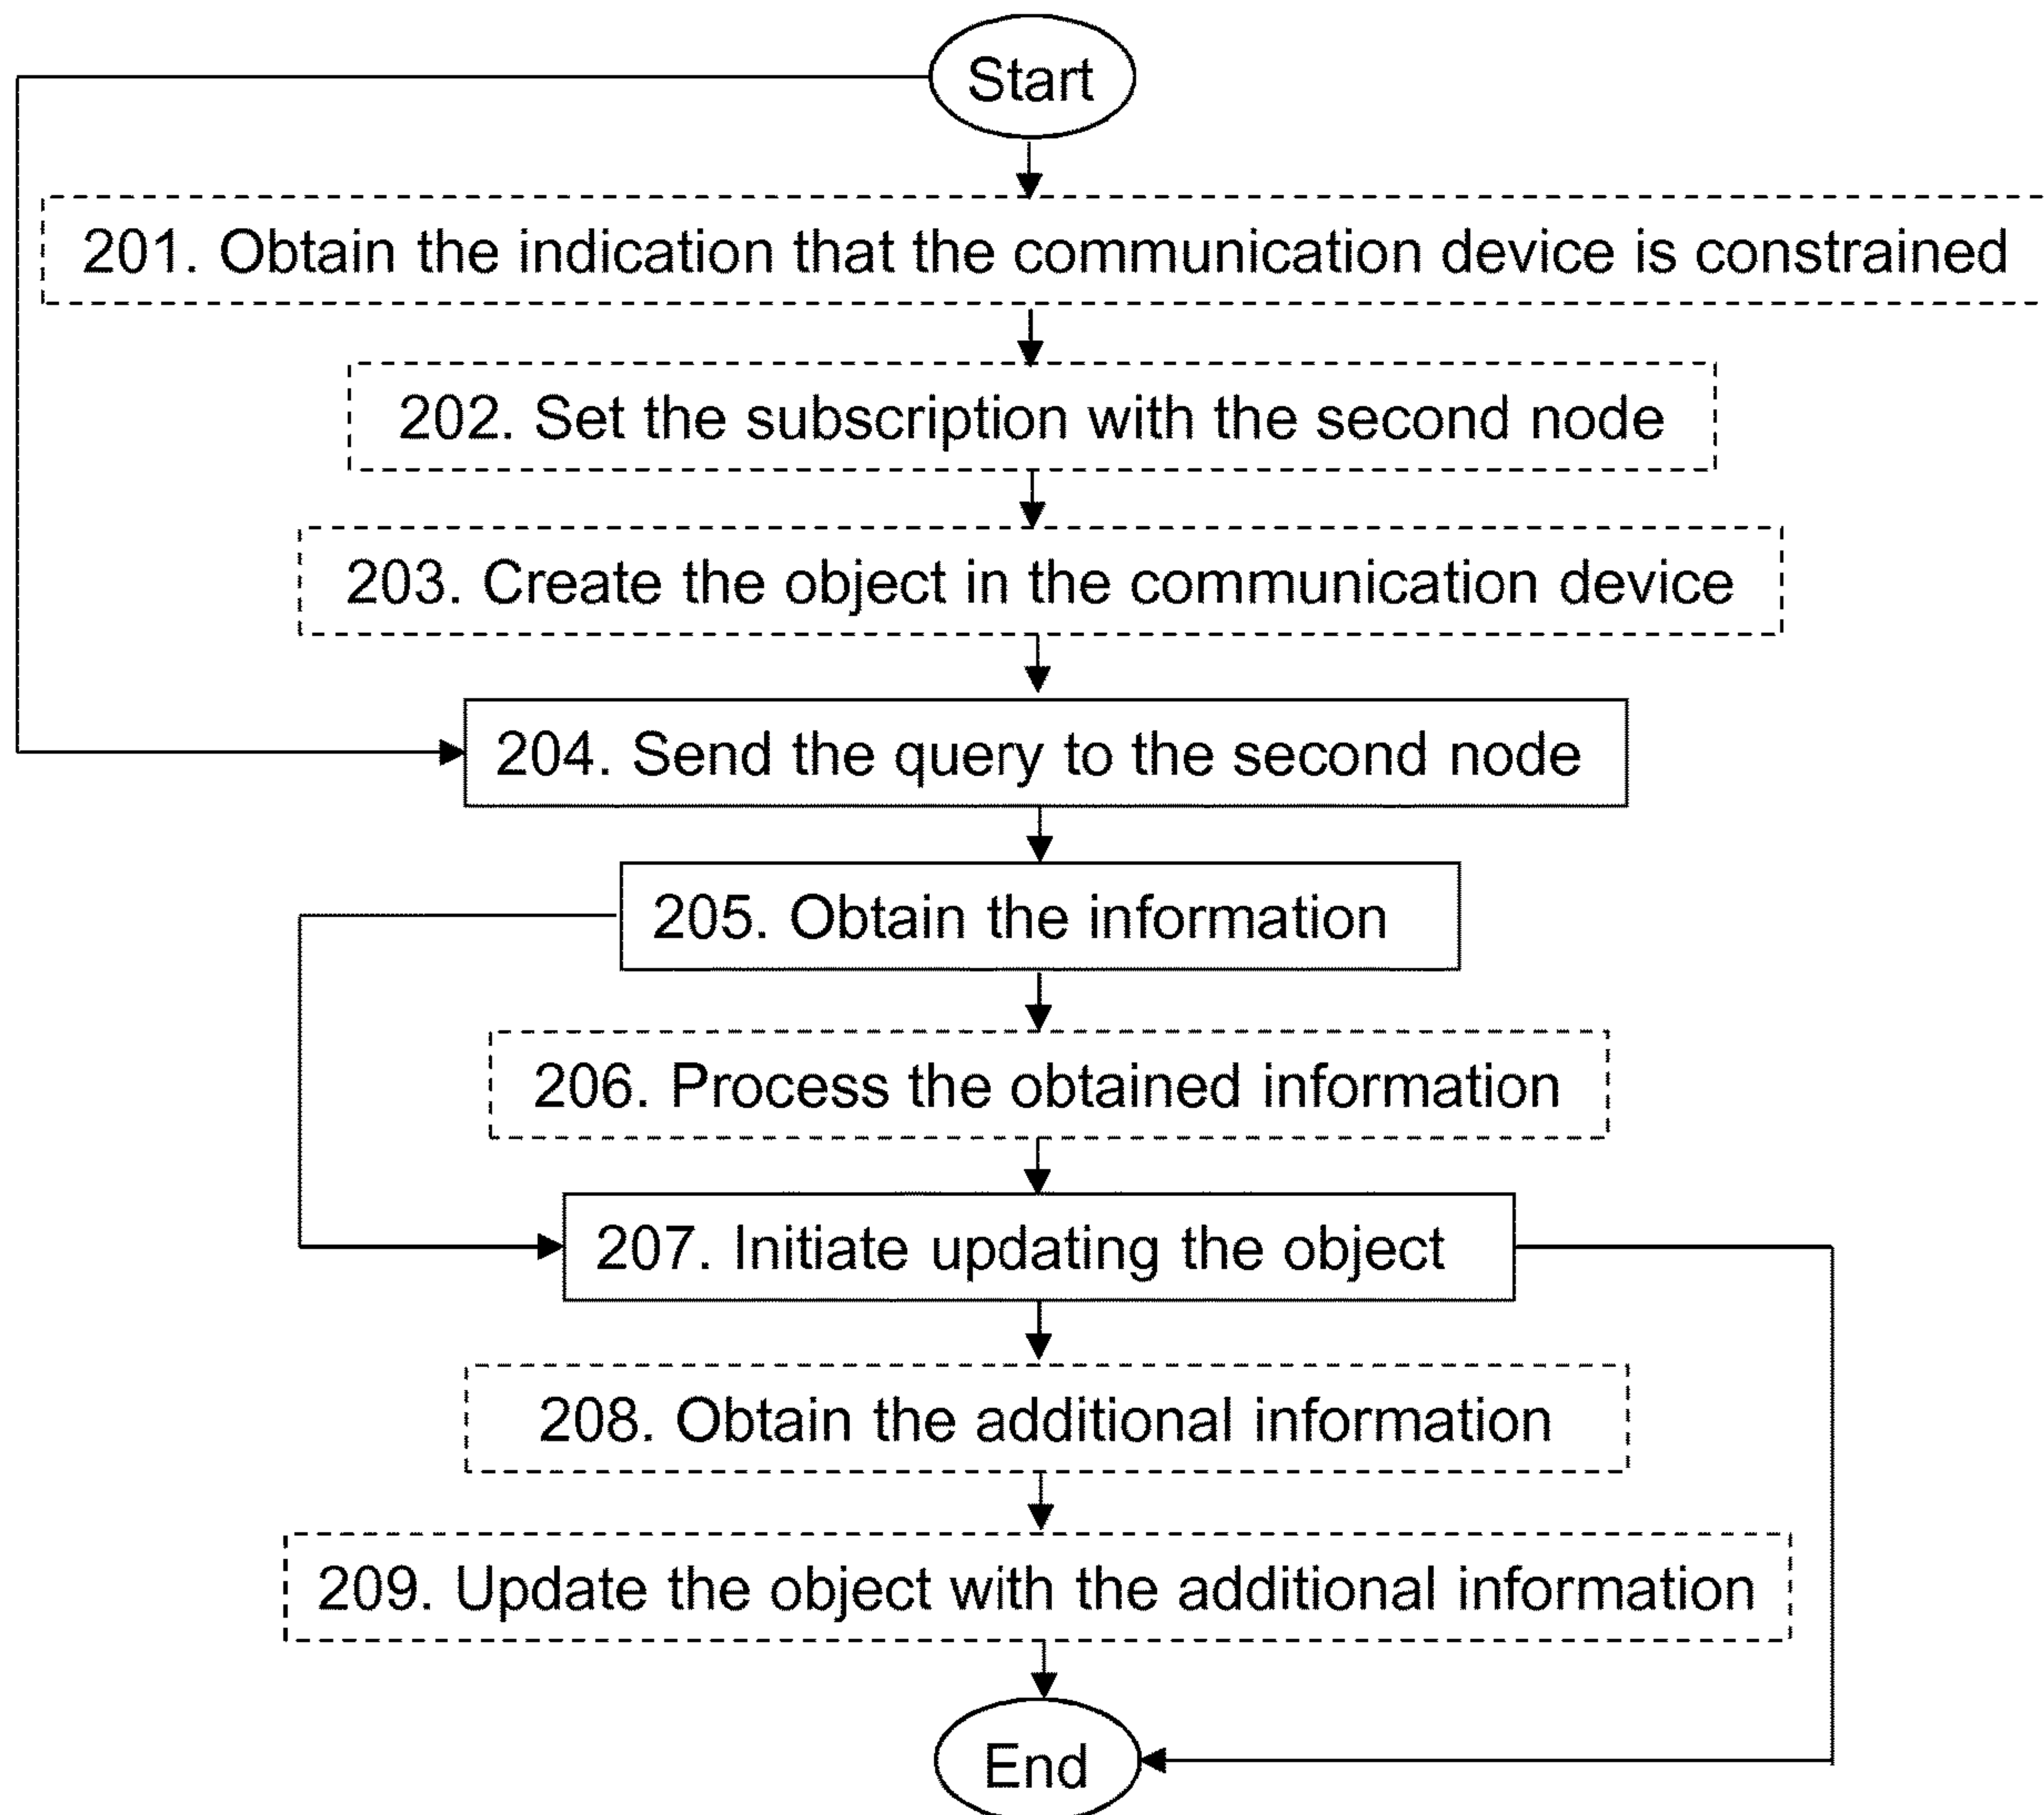 Start
201. Obtain the indication that the communication device is constrained
202. Set the subscription with the second node
203. Create the object in the communication device
204. Send the query to the second node
205. Obtain the information
206. Process the obtained information
207. Initiate updating the object
208. Obtain the additional information
209. Update the object with the additional information
End